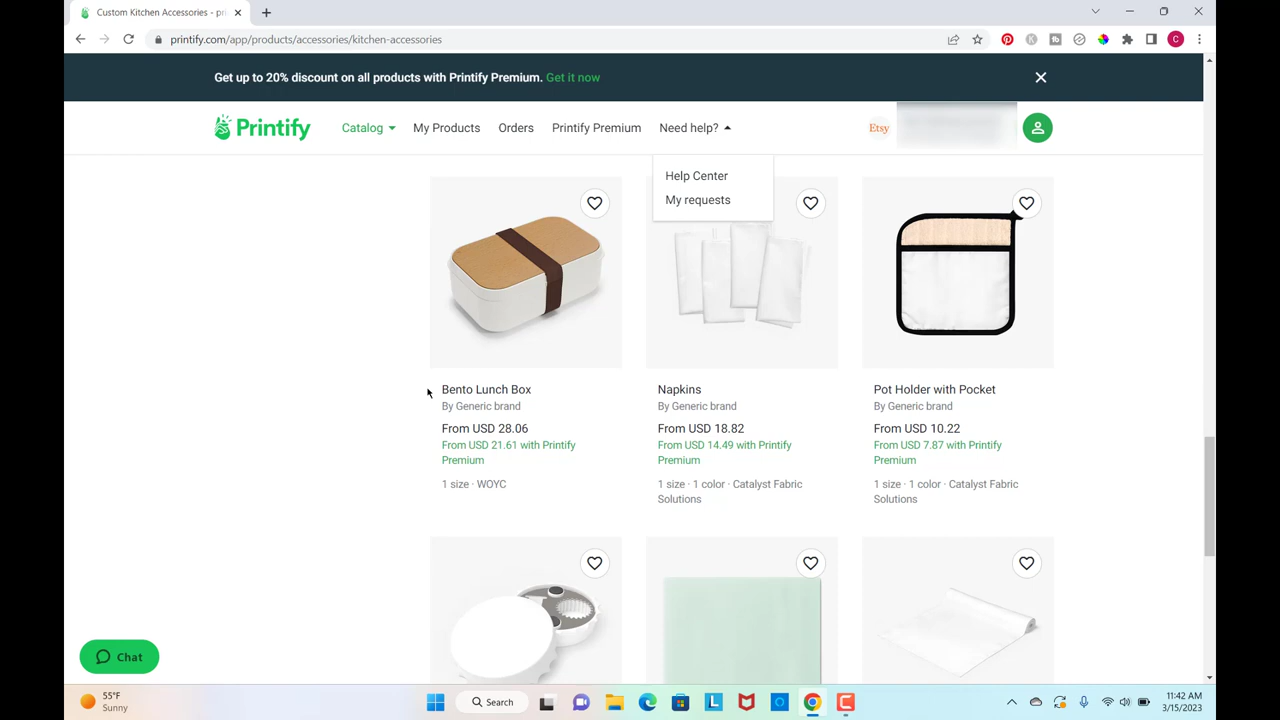 Custom Kitchen Accessories - pri
printify.com/app/products/accessories/kitchen-accessories
C
Get up to 20% discount on all products with Printify Premium. Get it now
Printify
Catalog
My Products
Orders
Printify Premium
Need help?
Etsy
Help Center
My requests
Bento Lunch Box
By Generic brand
From USD 28.06
From USD 21.61 with Printify
Premium
1 size · WOYC
Napkins
By Generic brand
From USD 18.82
From USD 14.49 with Printify
Premium
1 size · 1 color · Catalyst Fabric
Solutions
Pot Holder with Pocket
By Generic brand
From USD 10.22
From USD 7.87 with Printify
Premium
1 size · 1 color · Catalyst Fabric
Solutions
Chat
55°F
Sunny
Search
L
11:42 AM
3/15/2023